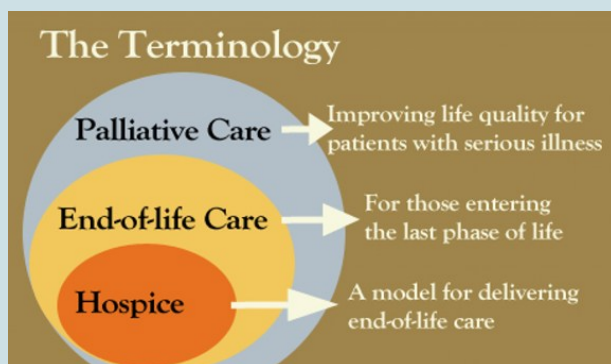 The Terminology
Palliative Care
Improving life quality for
patients with serious illness
End-of-life Care
For those entering
the last phase of life
Hospice
A model for delivering
end-of-life care